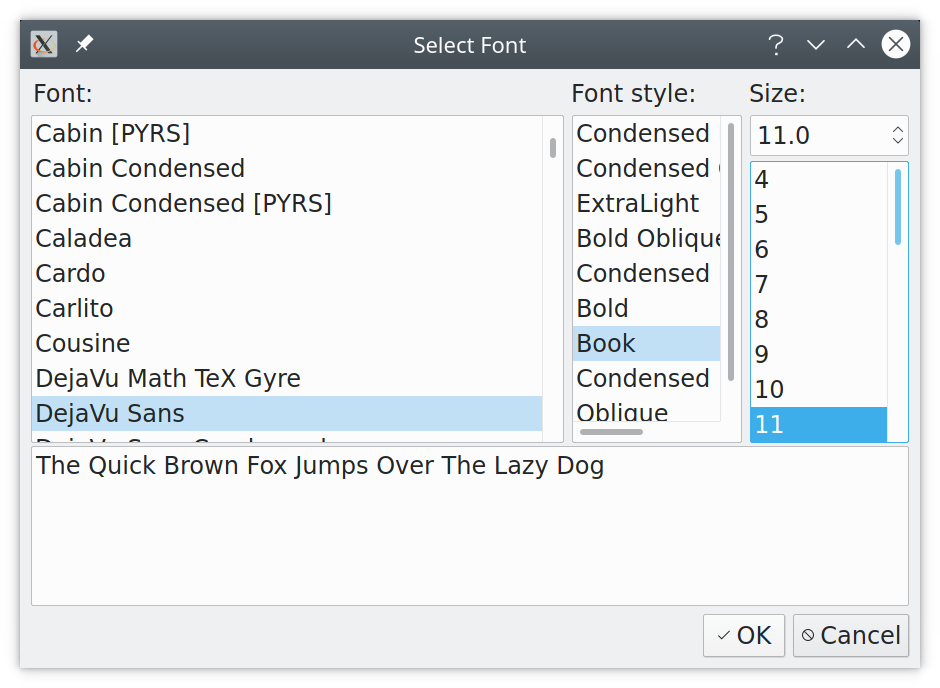 Select Font
Font:
Cabin [PYRS]
Cabin Condensed
Cabin Condensed [PYRS]
Caladea
Cardo
Carlito
Cousine
DejaVu Math TeX Gyre
DejaVu Sans
Font style:
Condensed
Condensed
ExtraLight
Bold Oblique
Condensed
Bold
Book
Condensed
Oblique
Size:
11.0
4
5
6
7
8
9
10
11
The Quick Brown Fox Jumps Over The Lazy Dog
OK
Cancel